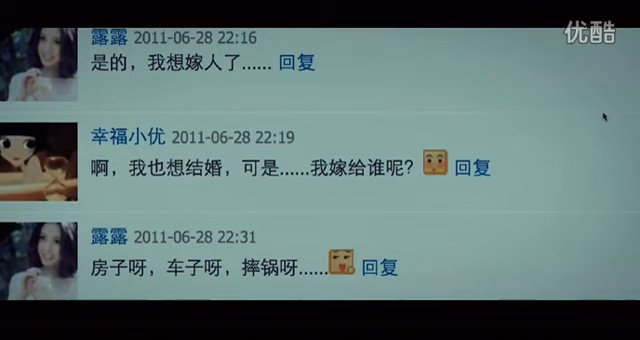 优酷
露露 2011-06-28 22:16
是的，我想嫁人了...... 回复
幸福小优 2011-06-28 22:19
啊，我也想结婚，可是......我嫁给谁呢？ 回复
露露 2011-06-28 22:31
房子呀，车子呀，摔锅呀...... 回复